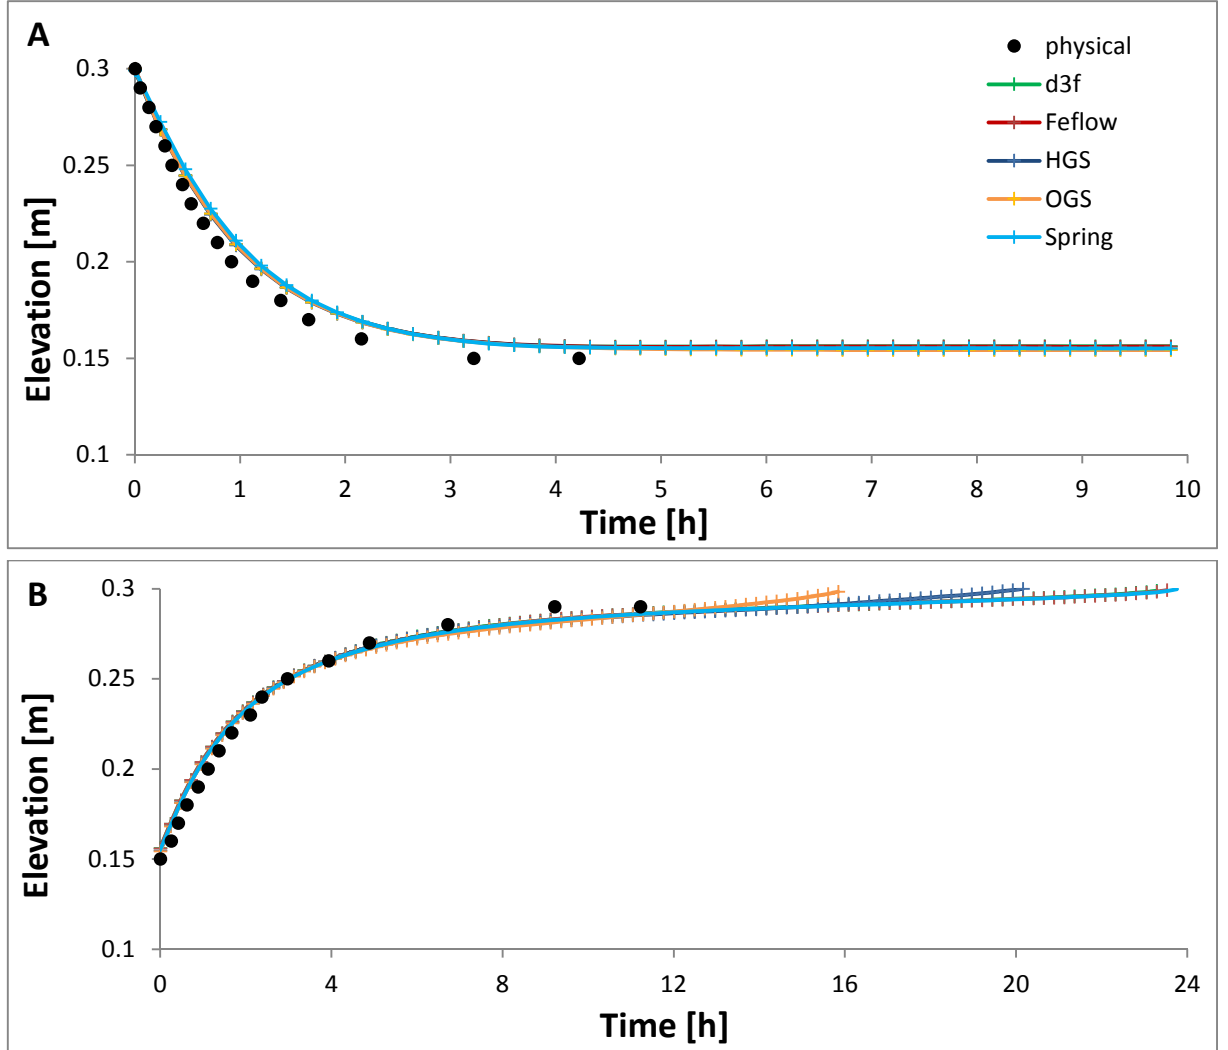 A
physical
d3f
Feflow
HGS
OGS
Spring
0.3
0.25
0.2
0.15
0.1
Elevation [m]
0 1 2 3 4 5 6 7 8 9 10
Time [h]
B
0.3
0.25
0.2
0.15
0.1
Elevation [m]
0 4 8 12 16 20 24
Time [h]